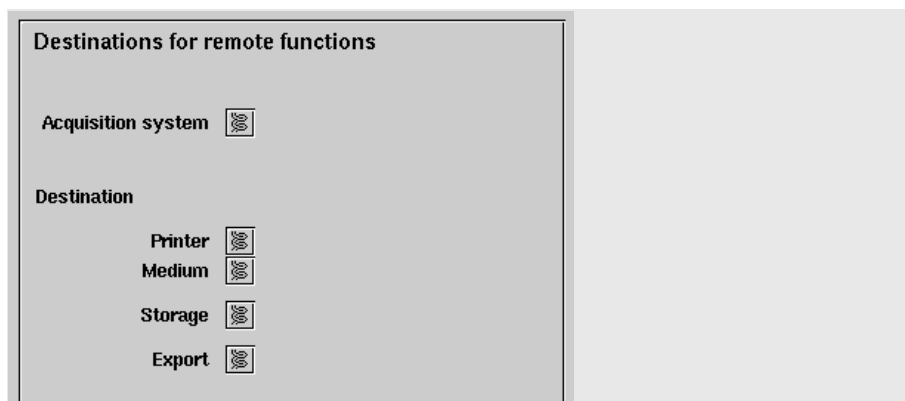 Destinations for remote functions
Acquisition system
Destination
Printer
Medium
Storage
Export